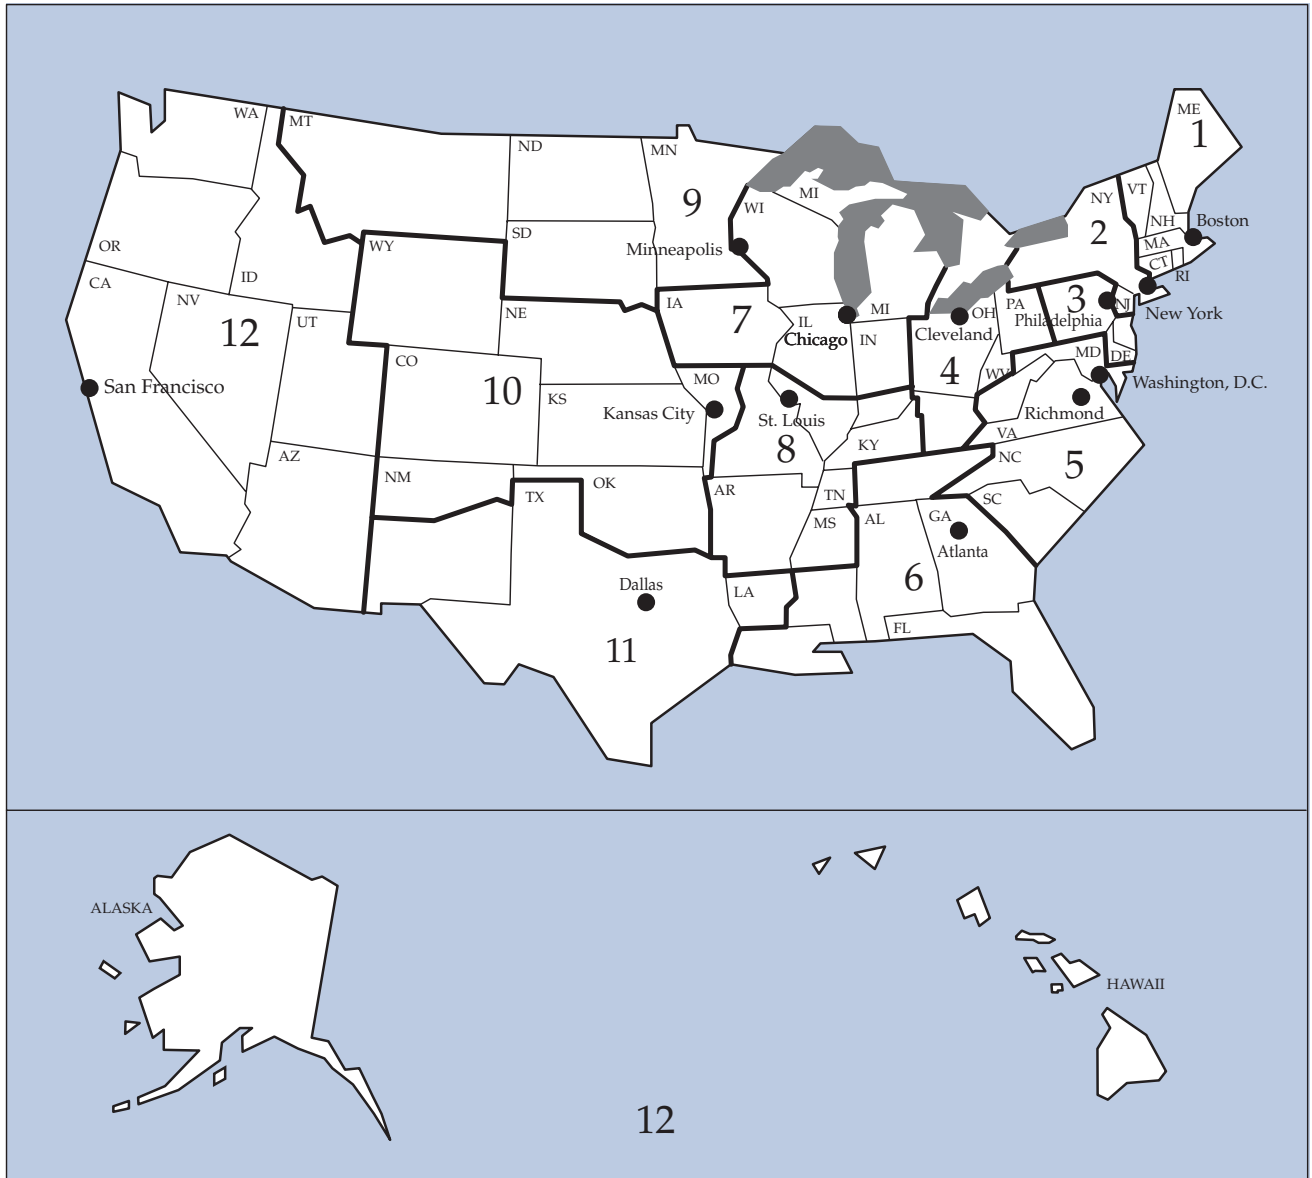 ME
1
WA
MT
ND
MN
MI
WI
NY
VT
NH
Boston
MA
CT
RI
2
9
Minneapolis
OR
ID
WY
SD
CA
NV
UT
12
NE
IA
7
IL
Chicago
MI
IN
OH
Cleveland
4
PA
3
Philadelphia
NJ
New York
MD
DE
WV
Washington, D.C.
San Francisco
CO
10
KS
MO
Kansas City
St. Louis
8
KY
Richmond
VA
NC
5
AZ
NM
TX
OK
AR
TN
MS
AL
GA
SC
Atlanta
6
Dallas
LA
FL
11
ALASKA
HAWAII
12